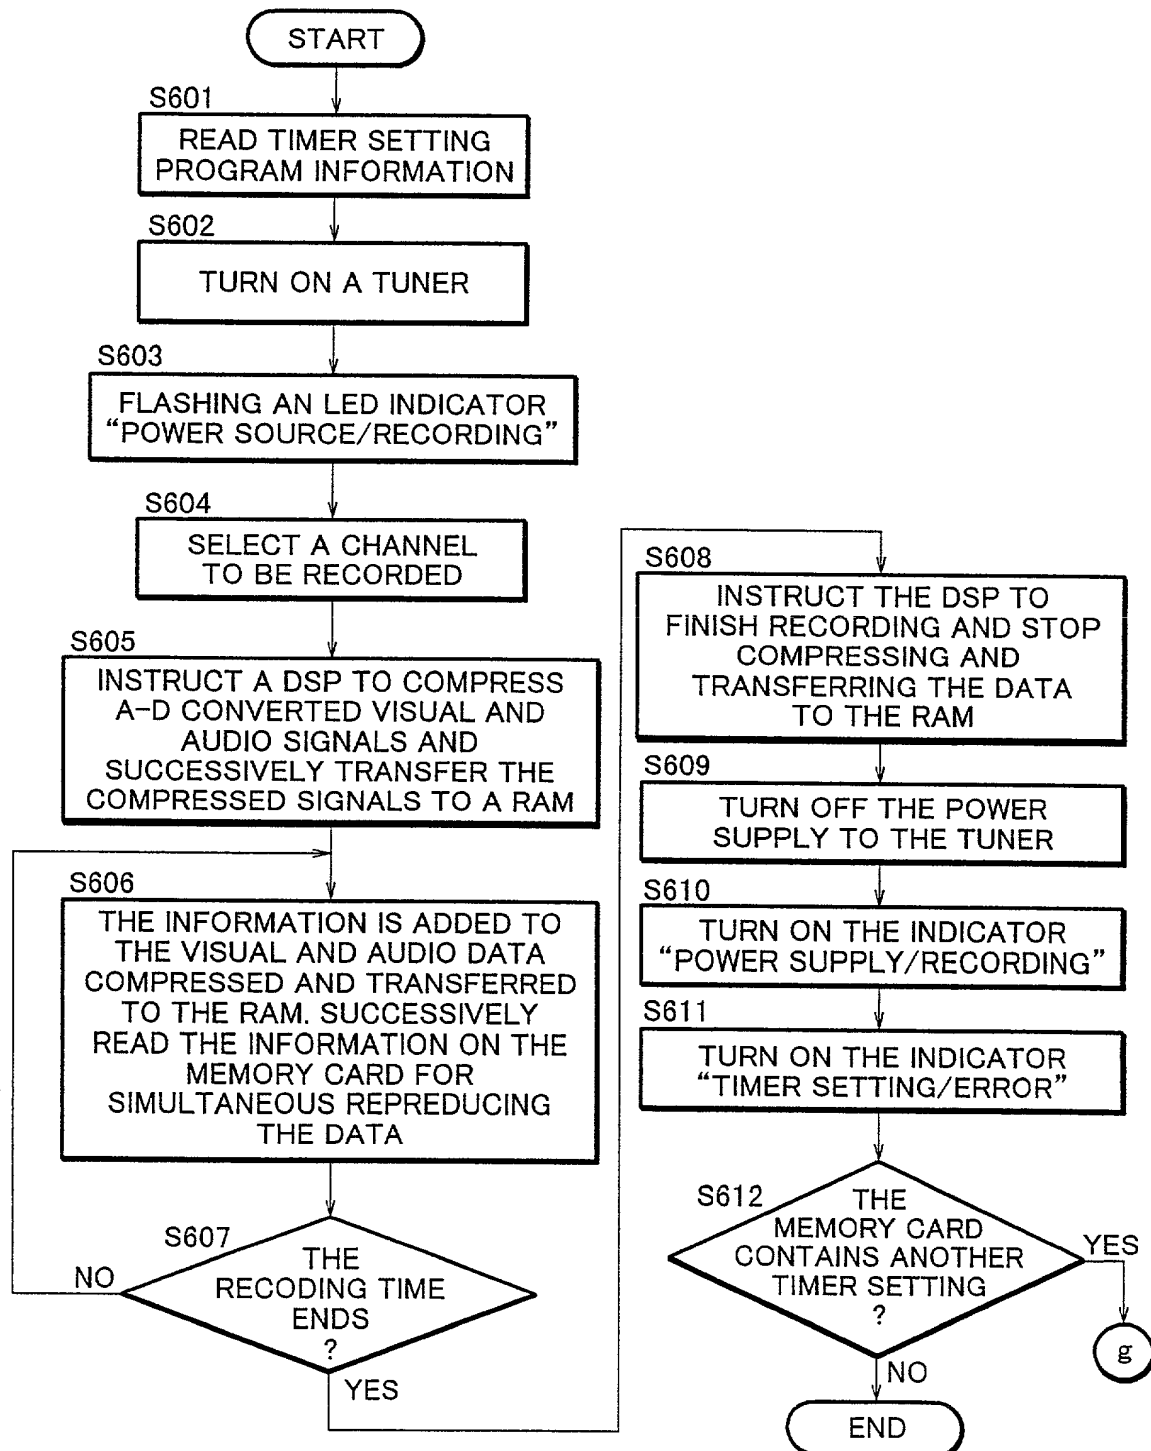 START
S601
READ TIMER SETTING
PROGRAM INFORMATION
S602
TURN ON A TUNER
S603
FLASHING AN LED INDICATOR
“POWER SOURCE/RECORDING”
S604
SELECT A CHANNEL
TO BE RECORDED
S605
INSTRUCT A DSP TO COMPRESS
A-D CONVERTED VISUAL AND
AUDIO SIGNALS AND
SUCCESSIVELY TRANSFER THE
COMPRESSED SIGNALS TO A RAM
S606
THE INFORMATION IS ADDED TO
THE VISUAL AND AUDIO DATA
COMPRESSED AND TRANSFERRED
TO THE RAM. SUCCESSIVELY
READ THE INFORMATION ON THE
MEMORY CARD FOR
SIMULTANEOUS REPREDUCING
THE DATA
S607
THE
RECODING TIME
ENDS
?
NO
YES
S608
INSTRUCT THE DSP TO
FINISH RECORDING AND STOP
COMPRESSING AND
TRANSFERRING THE DATA
TO THE RAM
S609
TURN OFF THE POWER
SUPPLY TO THE TUNER
S610
TURN ON THE INDICATOR
“POWER SUPPLY/RECORDING”
S611
TURN ON THE INDICATOR
“TIMER SETTING/ERROR”
S612
THE
MEMORY CARD
CONTAINS ANOTHER
TIMER SETTING
?
YES
g
NO
END